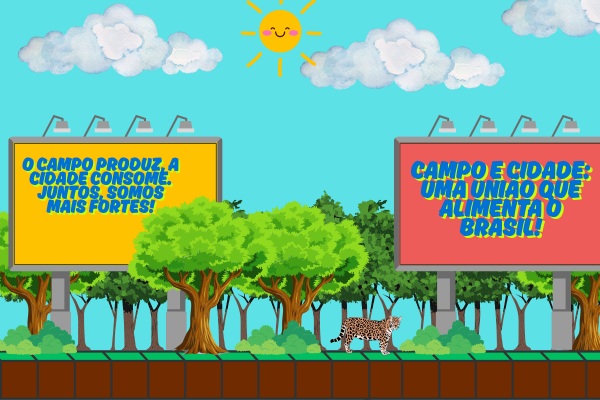 O CAMPO PRODUZ, A
CIDADE CONSOME.
JUNTOS, SOMOS
MAIS FORTES!
CAMPO E CIDADE:
UMA UNIÃO QUE
ALIMENTA O
BRASIL!